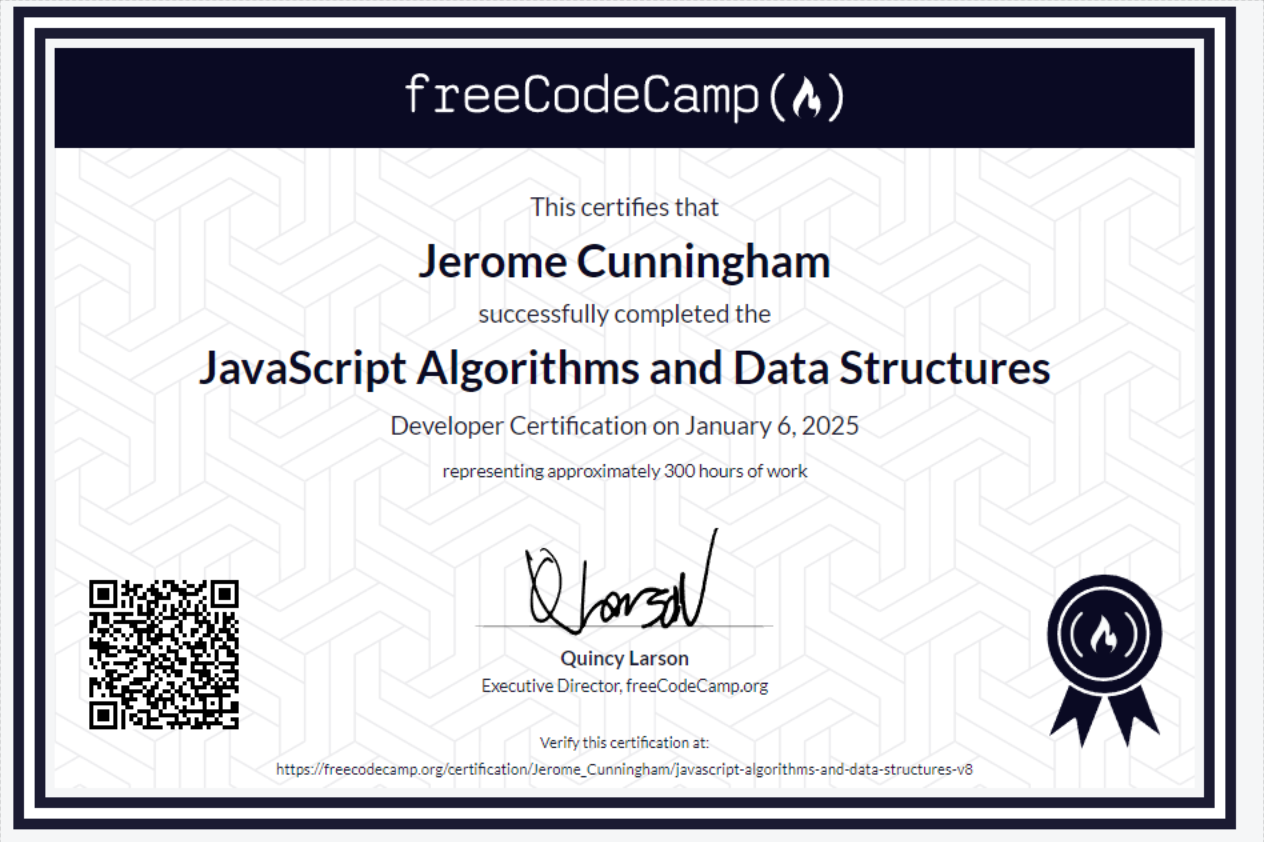 freeCodeCamp
This certifies that
Jerome Cunningham
successfully completed the
JavaScript Algorithms and Data Structures
Developer Certification on January 6, 2025
representing approximately 300 hours of work
QLarson
Quincy Larson
Executive Director, freeCodeCamp.org
Verify this certification at:
https://freecodecamp.org/certification/Jerome_Cunningham/javascript-algorithms-and-data-structures-v8